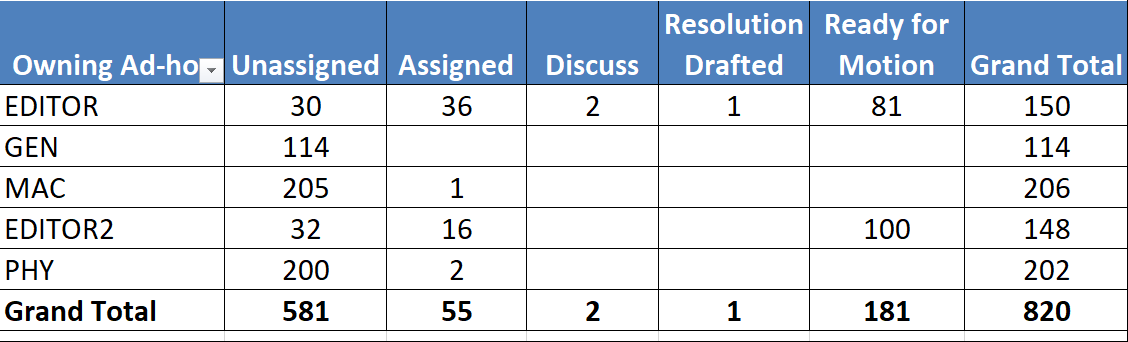 Owning Ad-ho Unassigned Assigned Discuss Resolution Drafted Ready for Motion Grand Total
EDITOR 30 36 2 1 81 150
GEN 114 114
MAC 205 1 206
EDITOR2 32 16 100 148
PHY 200 2 202
Grand Total 581 55 2 1 181 820